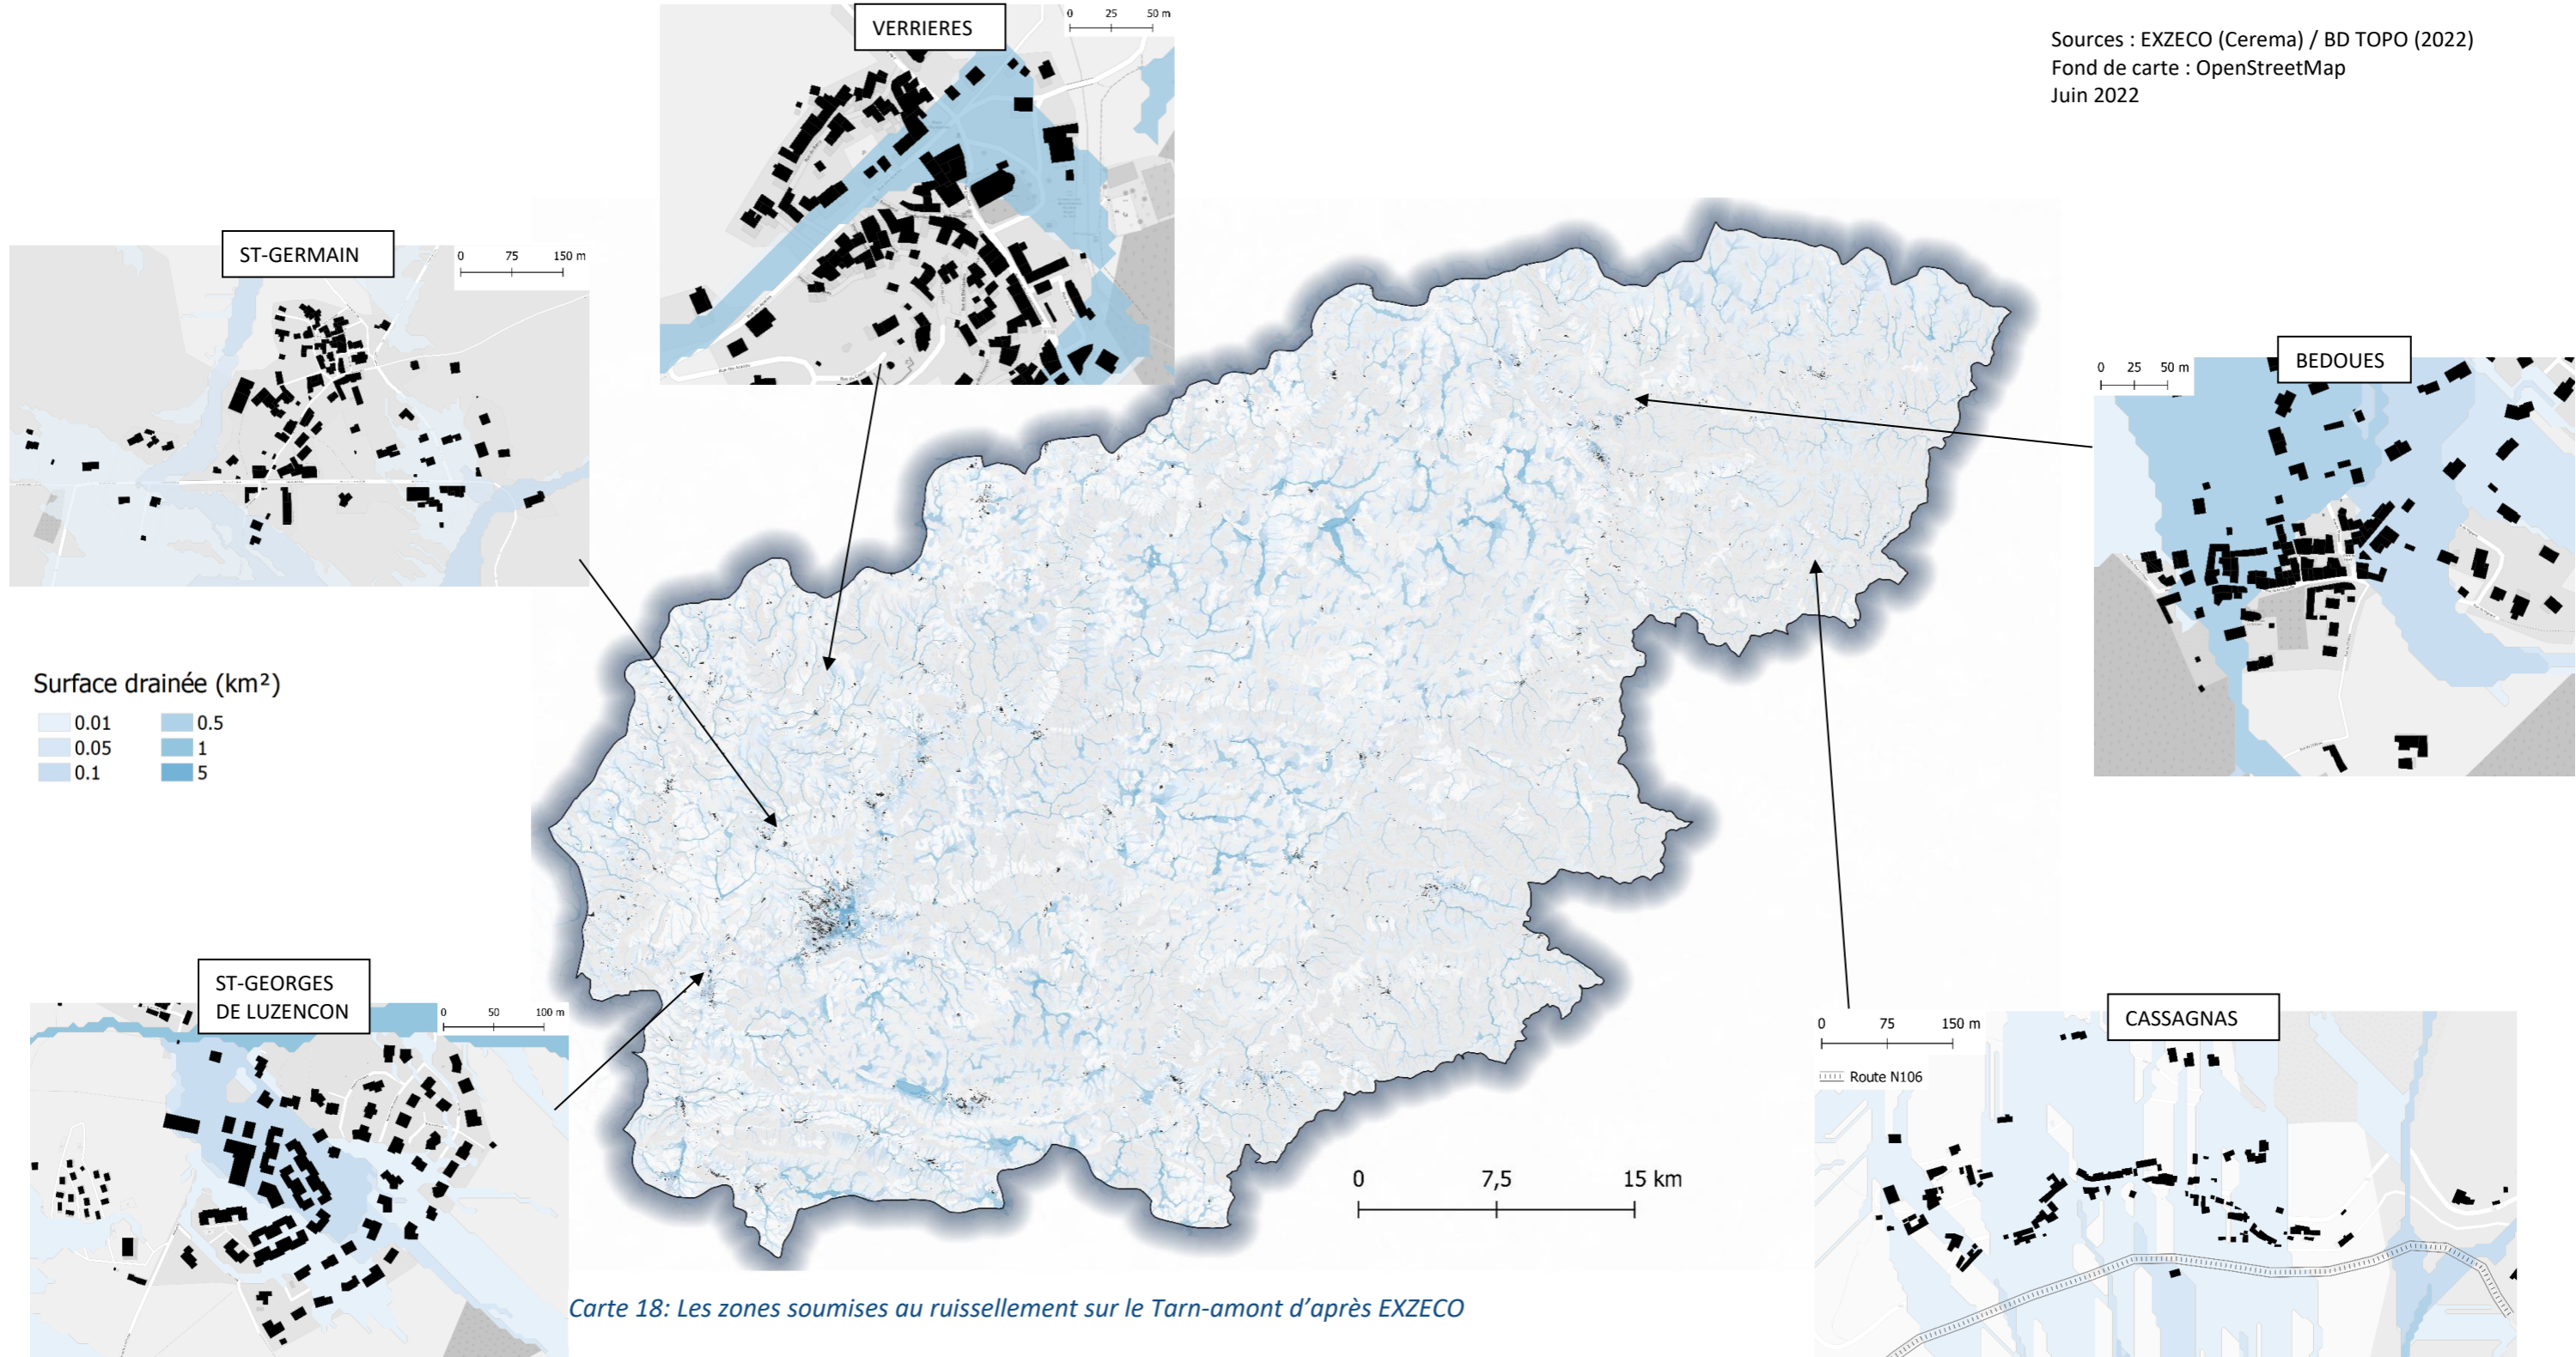 VERRIERES
0 25 50 m
Sources : EXZECO (Cerema) / BD TOPO (2022)
Fond de carte : OpenStreetMap
Juin 2022
ST-GERMAIN
0 75 150 m
BEDOUES
0 25 50 m
Surface drainée (km²)
0.01 0.5
0.05 1
0.1 5
ST-GEORGES
DE LUZENCON
0 50 100 m
CASSAGNAS
0 75 150 m
Route N106
0 7,5 15 km
Carte 18: Les zones soumises au ruissellement sur le Tarn-amont d'après EXZECO